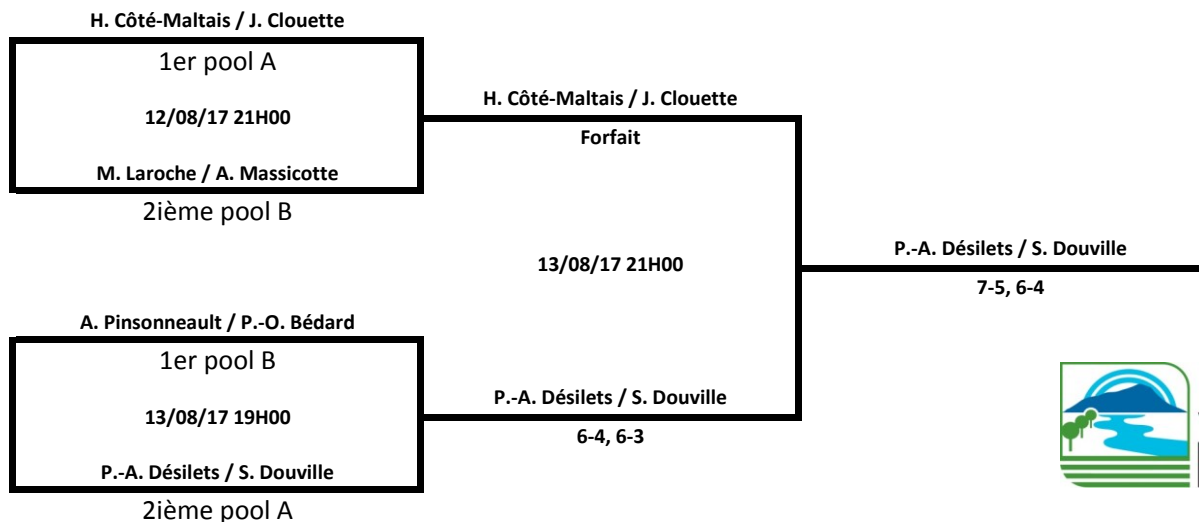 H. Côté-Maltais / J. Clouette
1er pool A
12/08/17 21H00
M. Laroche / A. Massicotte
2ième pool B
H. Côté-Maltais / J. Clouette
Forfait
13/08/17 21H00
P.-A. Désilets / S. Douville
7-5, 6-4
A. Pinsonneault / P.-O. Bédard
1er pool B
13/08/17 19H00
P.-A. Désilets / S. Douville
2ième pool A
P.-A. Désilets / S. Douville
6-4, 6-3